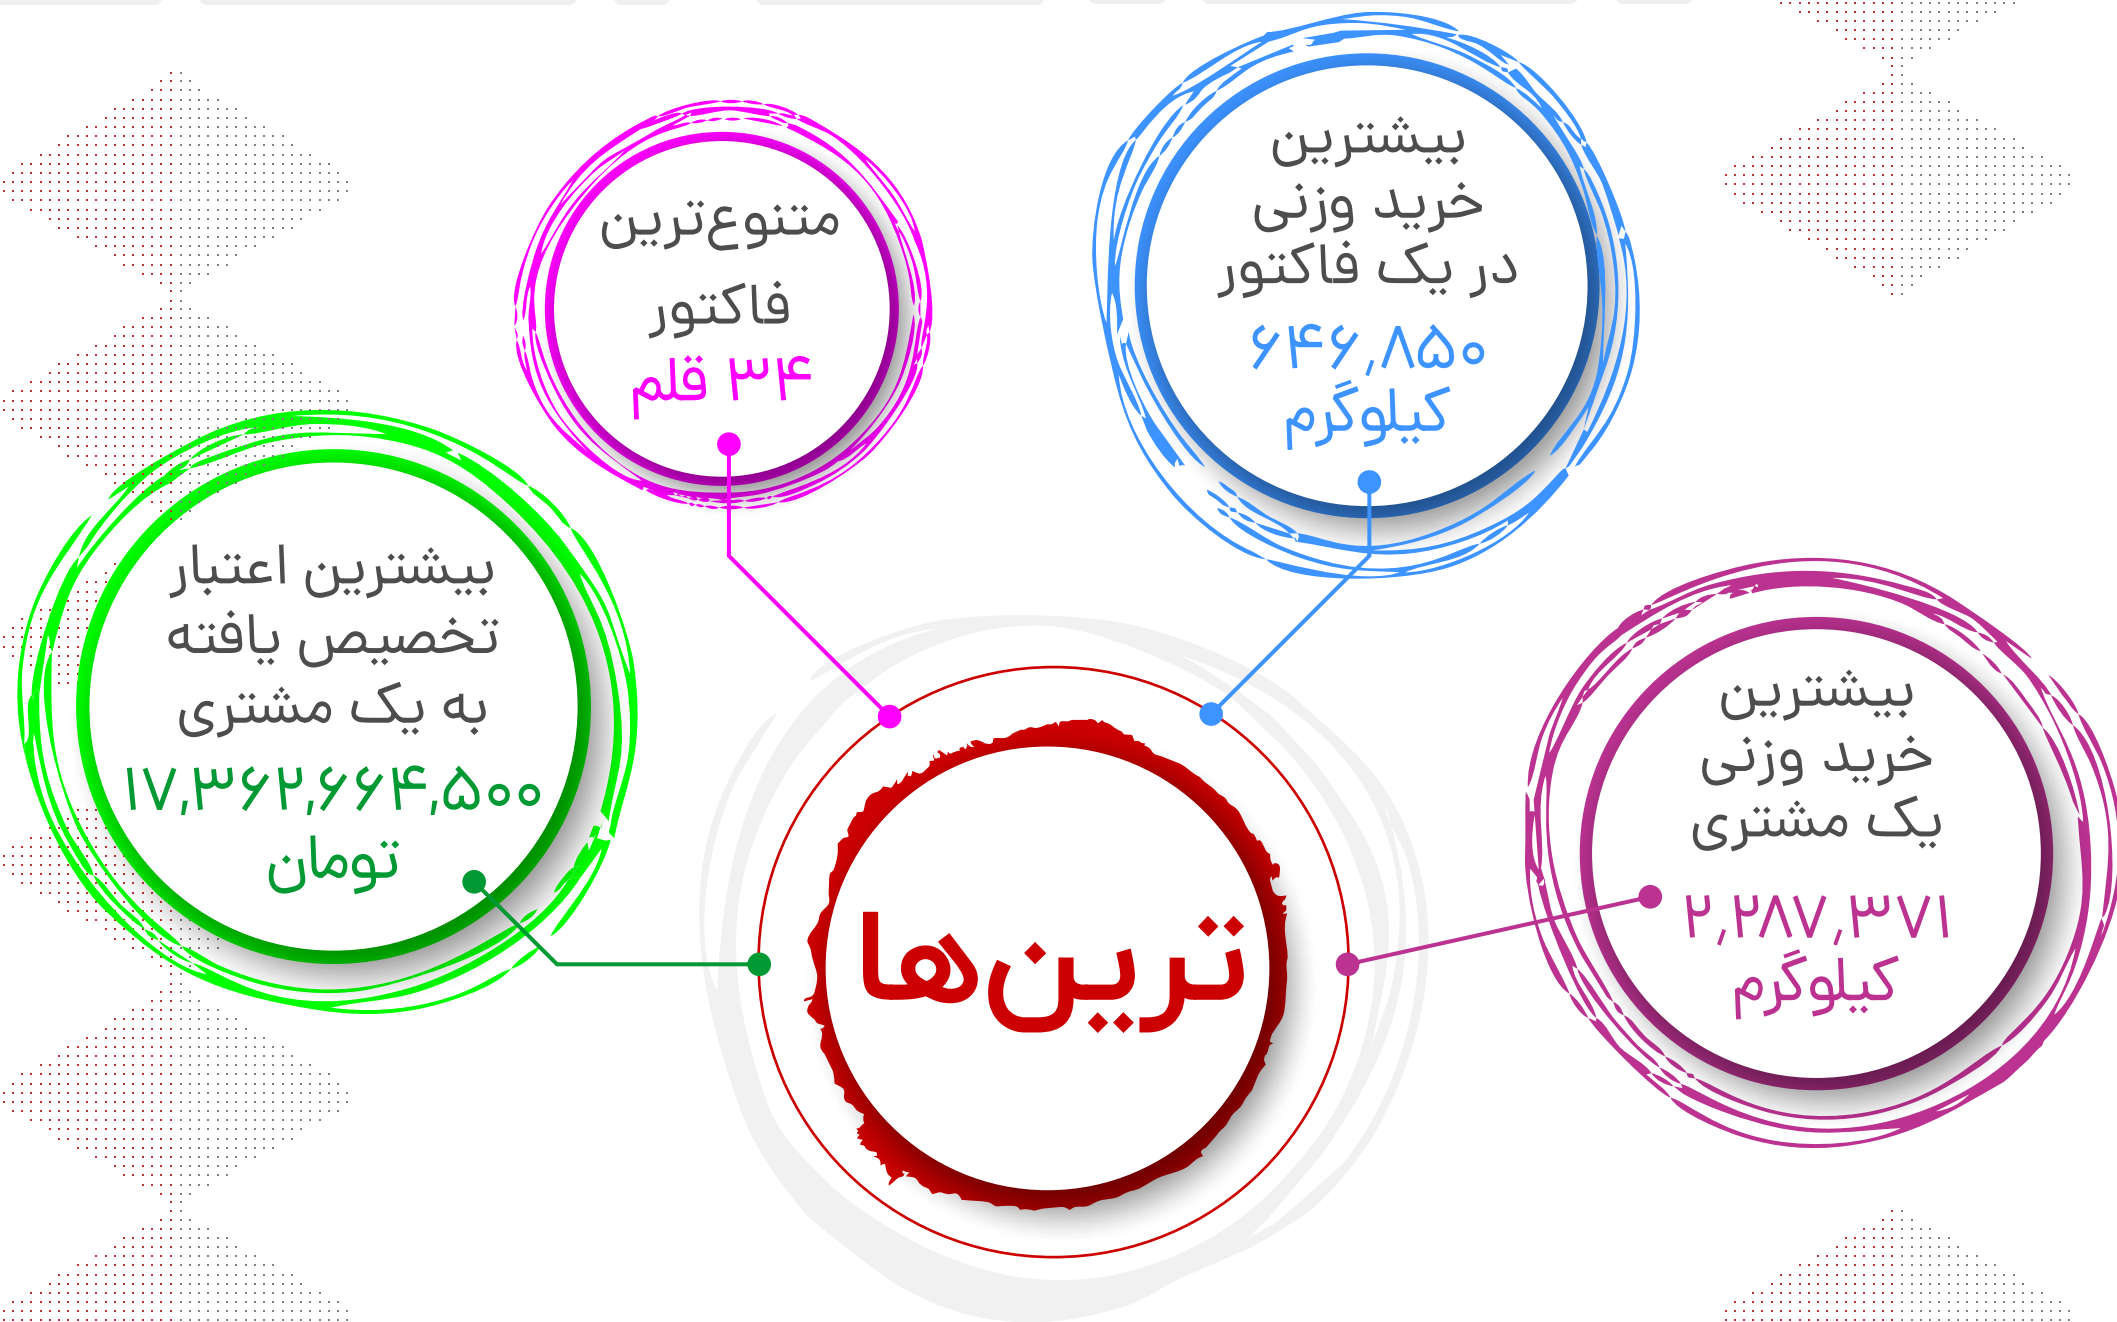 بیشترین
خرید وزنی
در یک فاکتور
۶۴۶,۸۵۰
کیلوگرم
متنوع‌ترین
فاکتور
۳۴ قلم
بیشترین اعتبار
تخصیص یافته
به یک مشتری
۱۷,۳۶۲,۶۶۴,۵۰۰
تومان
بیشترین
خرید وزنی
یک مشتری
۲,۲۸۷,۳۷۱
کیلوگرم
ترین‌ها